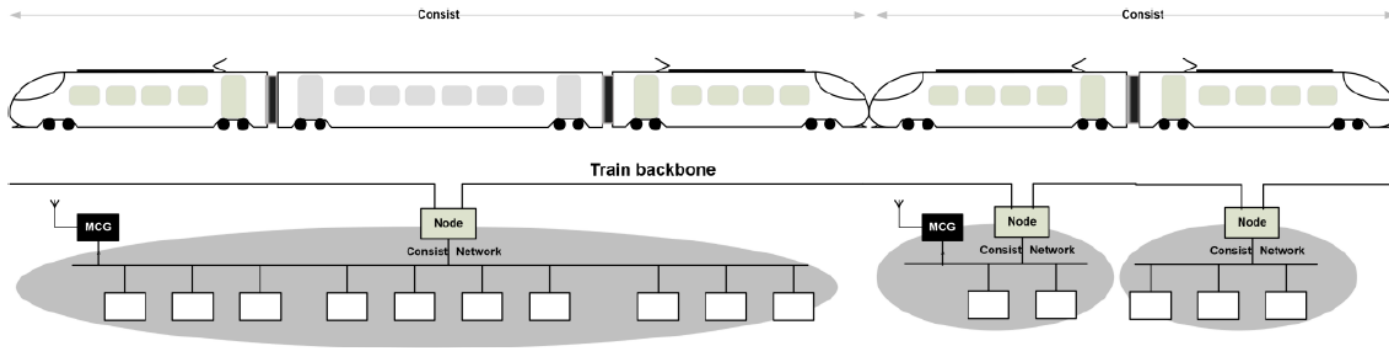 Consist
Consist
Train backbone
MCG
Node
Consist Network
MCG
Node
Consist Network
Node
Consist Network